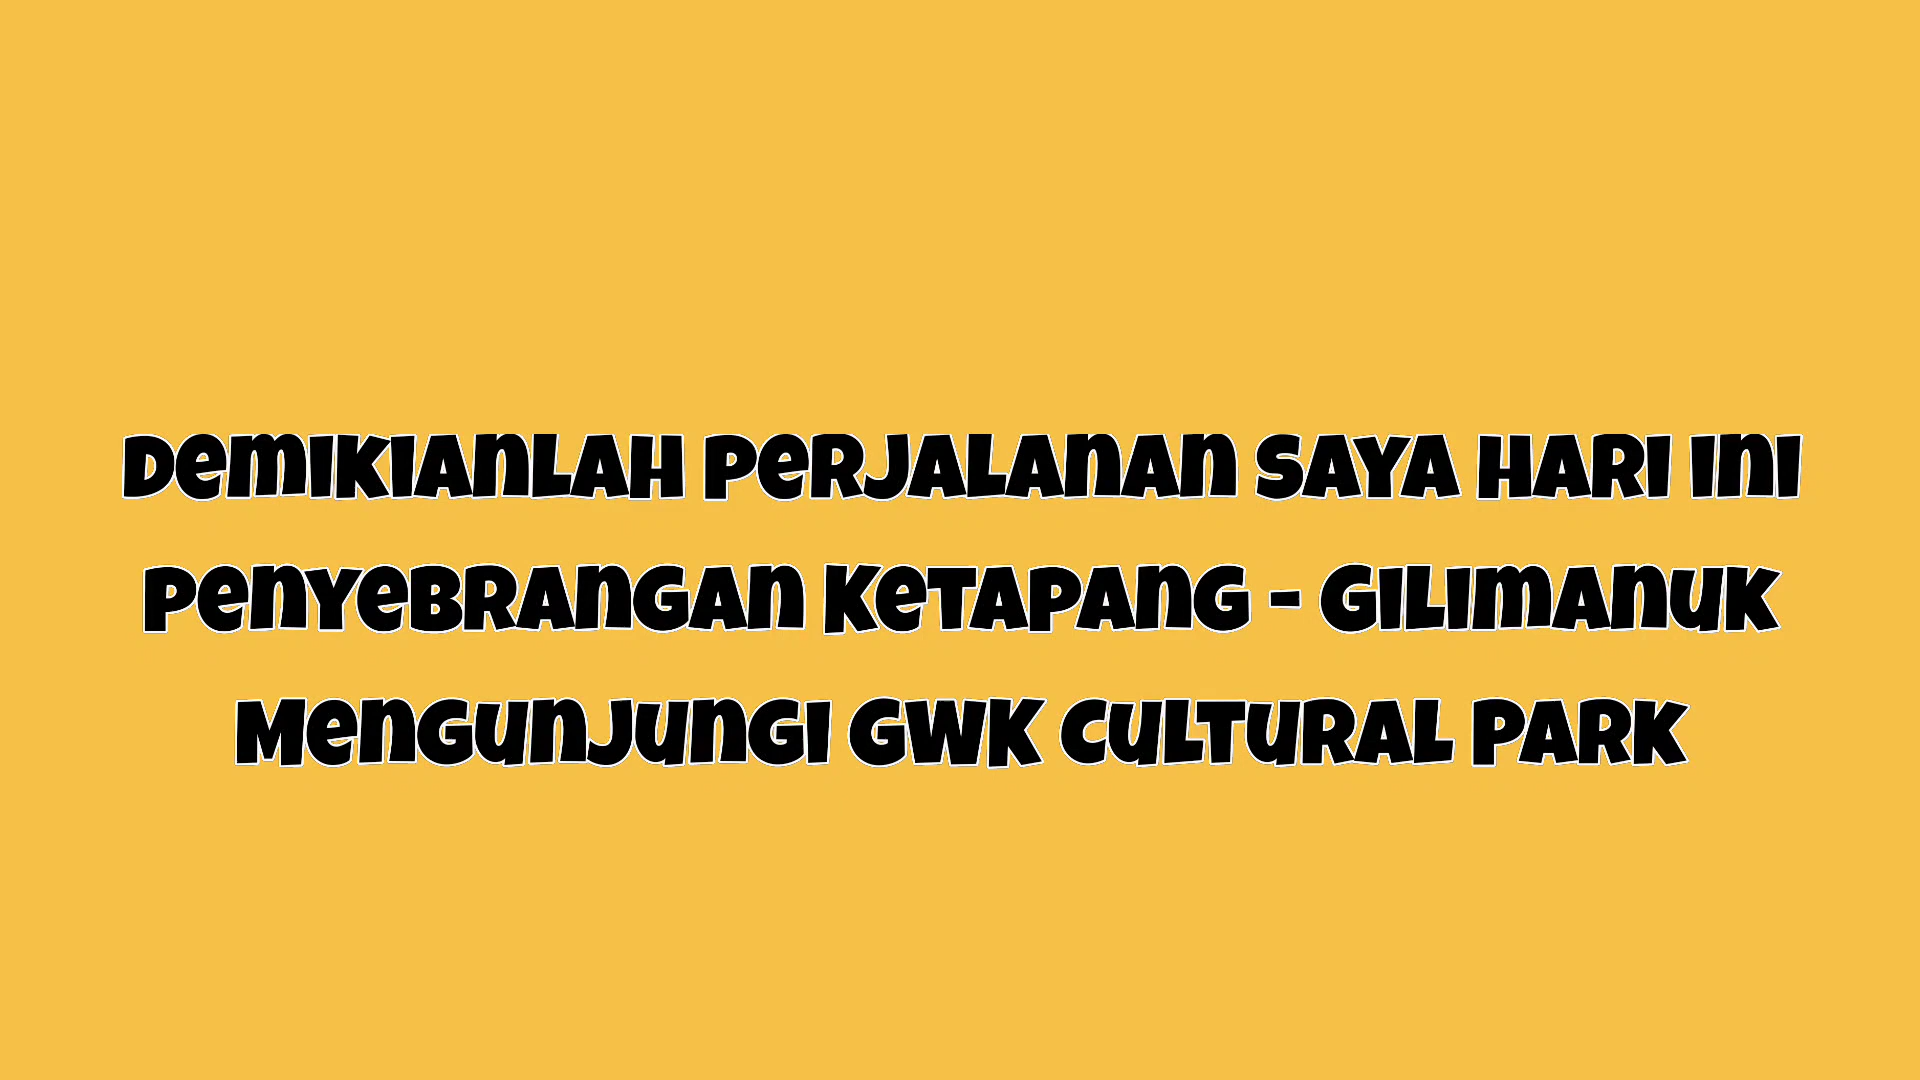 Demikianlah perjalanan saya hari ini
Penyebrangan Ketapang - Gilimanuk
Mengunjungi GWK Cultural Park